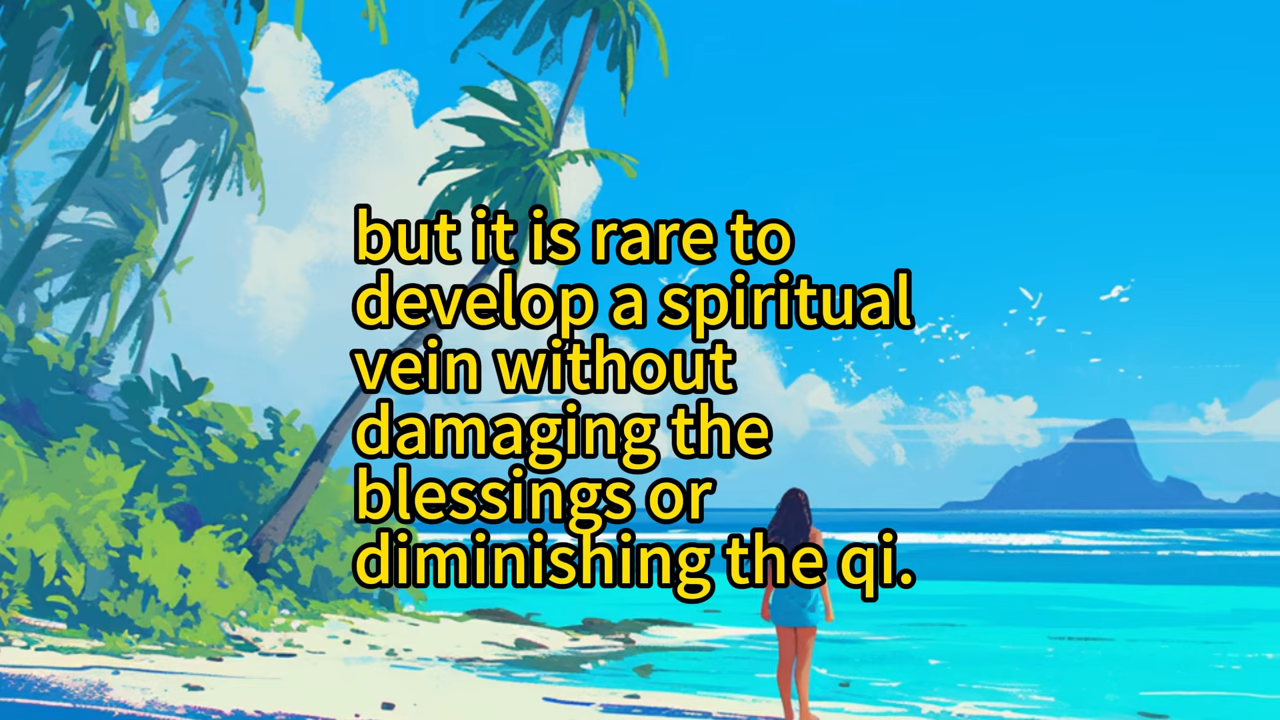 but it is rare to
develop a spiritual
vein without
damaging the
blessings or
diminishing the qi.